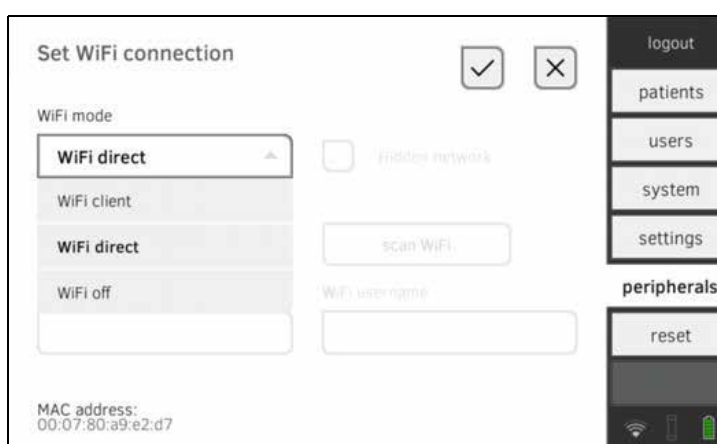 Set WiFi connection
WiFi mode
WiFi direct
Hidden network
WiFi client
WiFi direct
scan WiFi
WiFi off
WiFi username
MAC address:
00:07:80:a9:e2:d7
logout
patients
users
system
settings
peripherals
reset